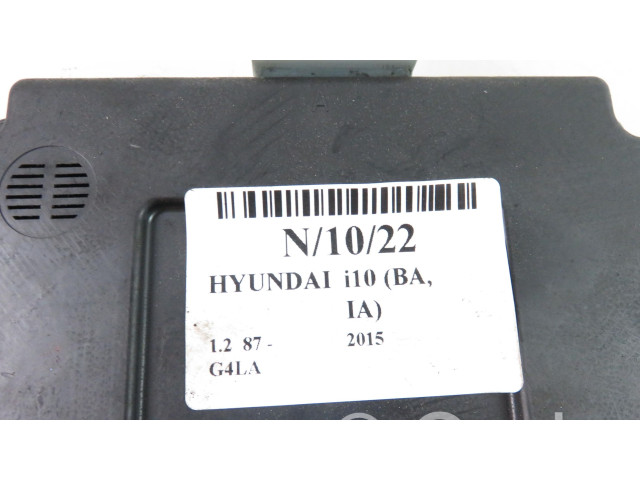 N/10/22
HYUNDAI i10 (BA,
IA)
1.2 87 - 2015
G4LA